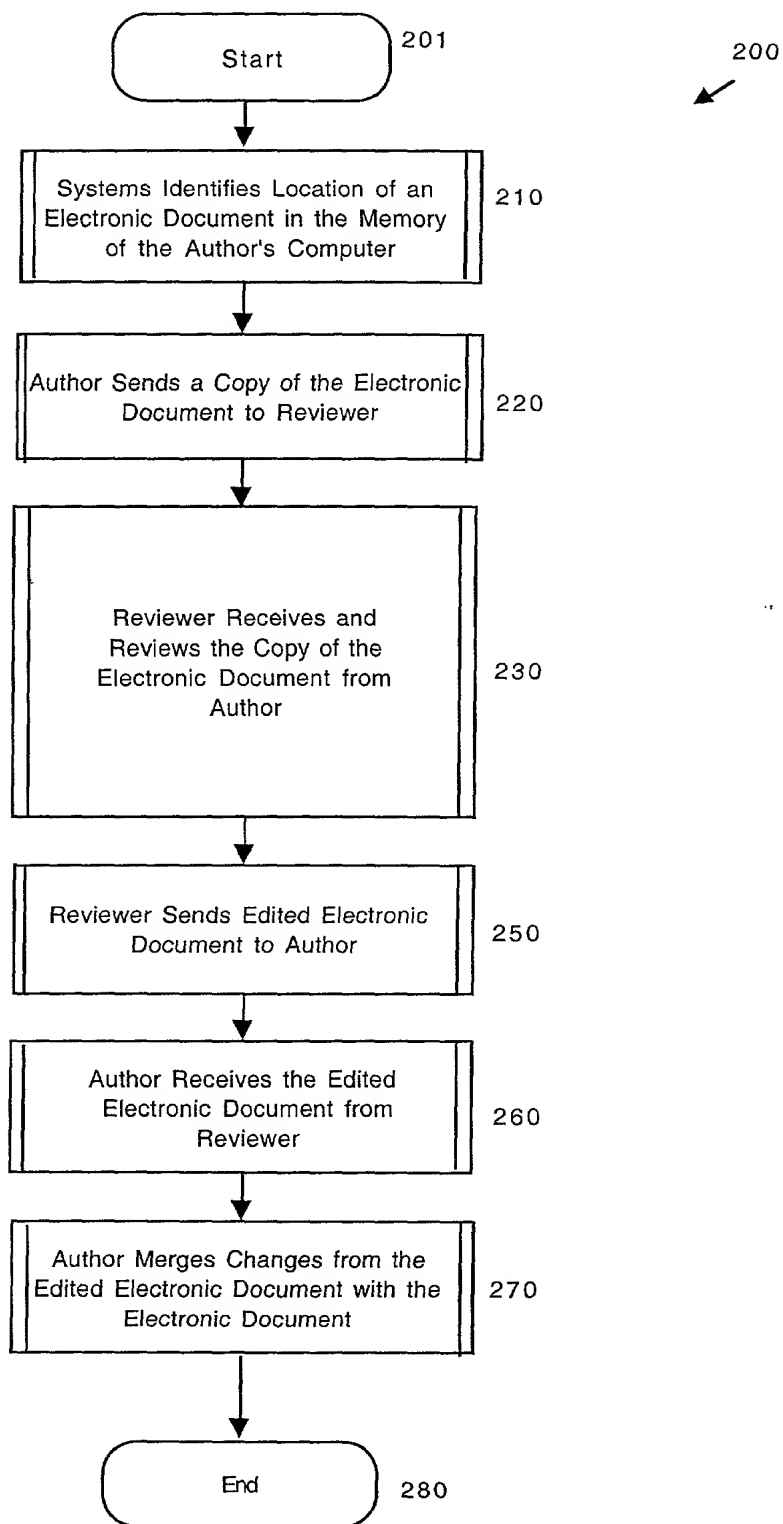 Start
201
200
Systems Identifies Location of an
Electronic Document in the Memory
of the Author's Computer
210
Author Sends a Copy of the Electronic
Document to Reviewer
220
Reviewer Receives and
Reviews the Copy of the
Electronic Document from
Author
230
Reviewer Sends Edited Electronic
Document to Author
250
Author Receives the Edited
Electronic Document from
Reviewer
260
Author Merges Changes from the
Edited Electronic Document with the
Electronic Document
270
End
280